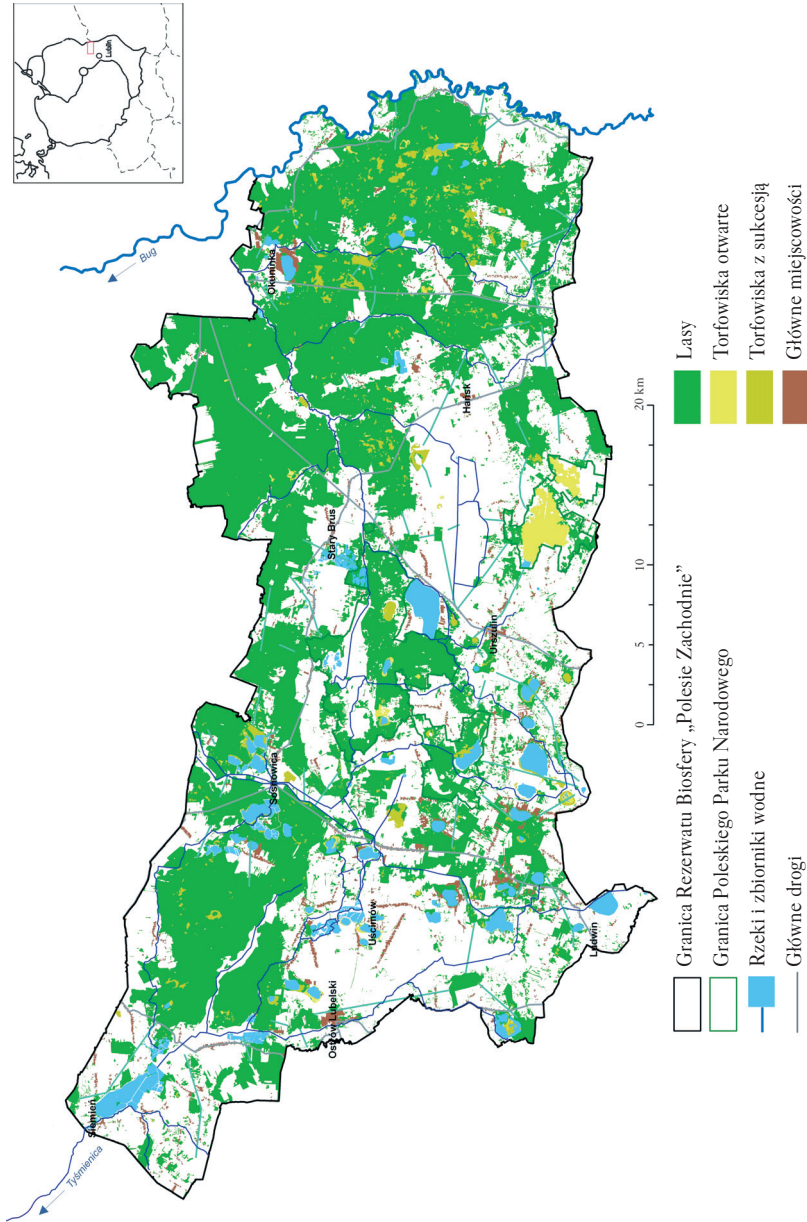 Lublin
Bug
Tyśmienica
Siemień
Sosnowica
Stary Brus
Okuninka
Ostrów Lubelski
Uścimów
Urszulin
Hańsk
Ludwin
0 5 10 20 km
Granica Rezerwatu Biosfery „Polesie Zachodnie”
Granica Poleskiego Parku Narodowego
Rzeki i zbiorniki wodne
Główne drogi
Lasy
Torfowiska otwarte
Torfowiska z sukcesją
Główne miejscowości